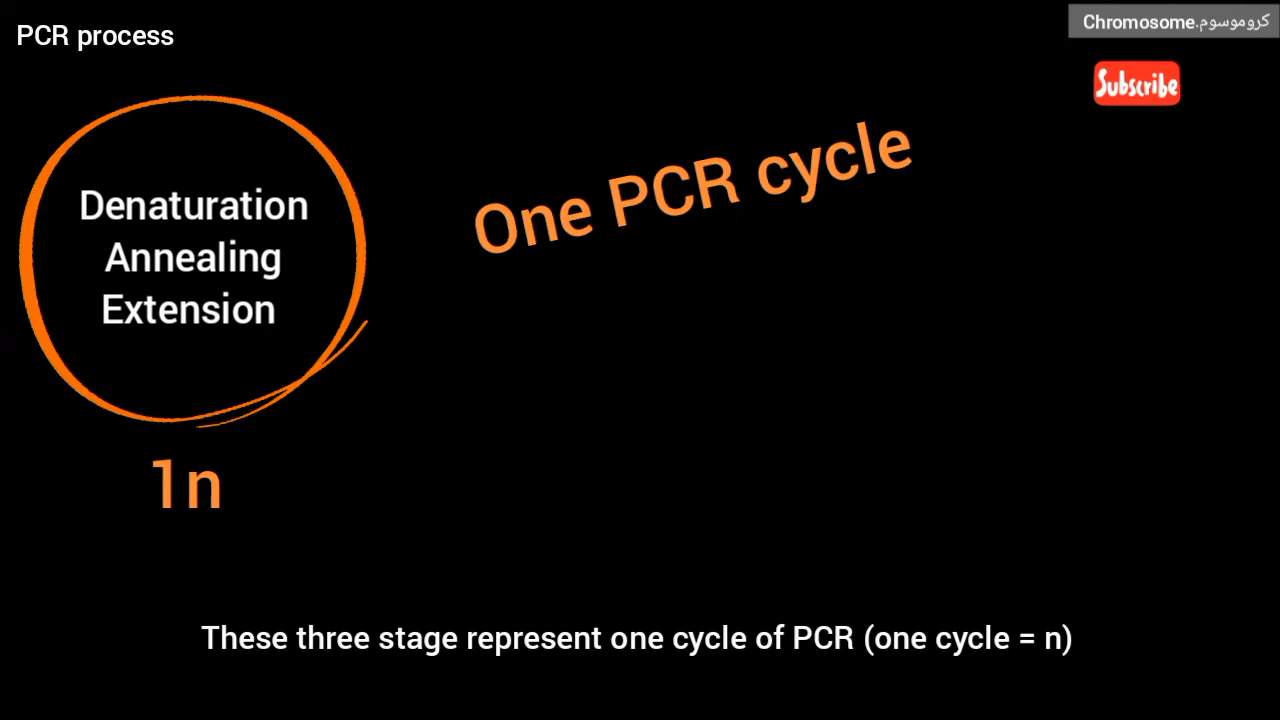 PCR process
Chromosome.كروموسوم
Subscribe
One PCR cycle
Denaturation
Annealing
Extension
1n
These three stage represent one cycle of PCR (one cycle = n)